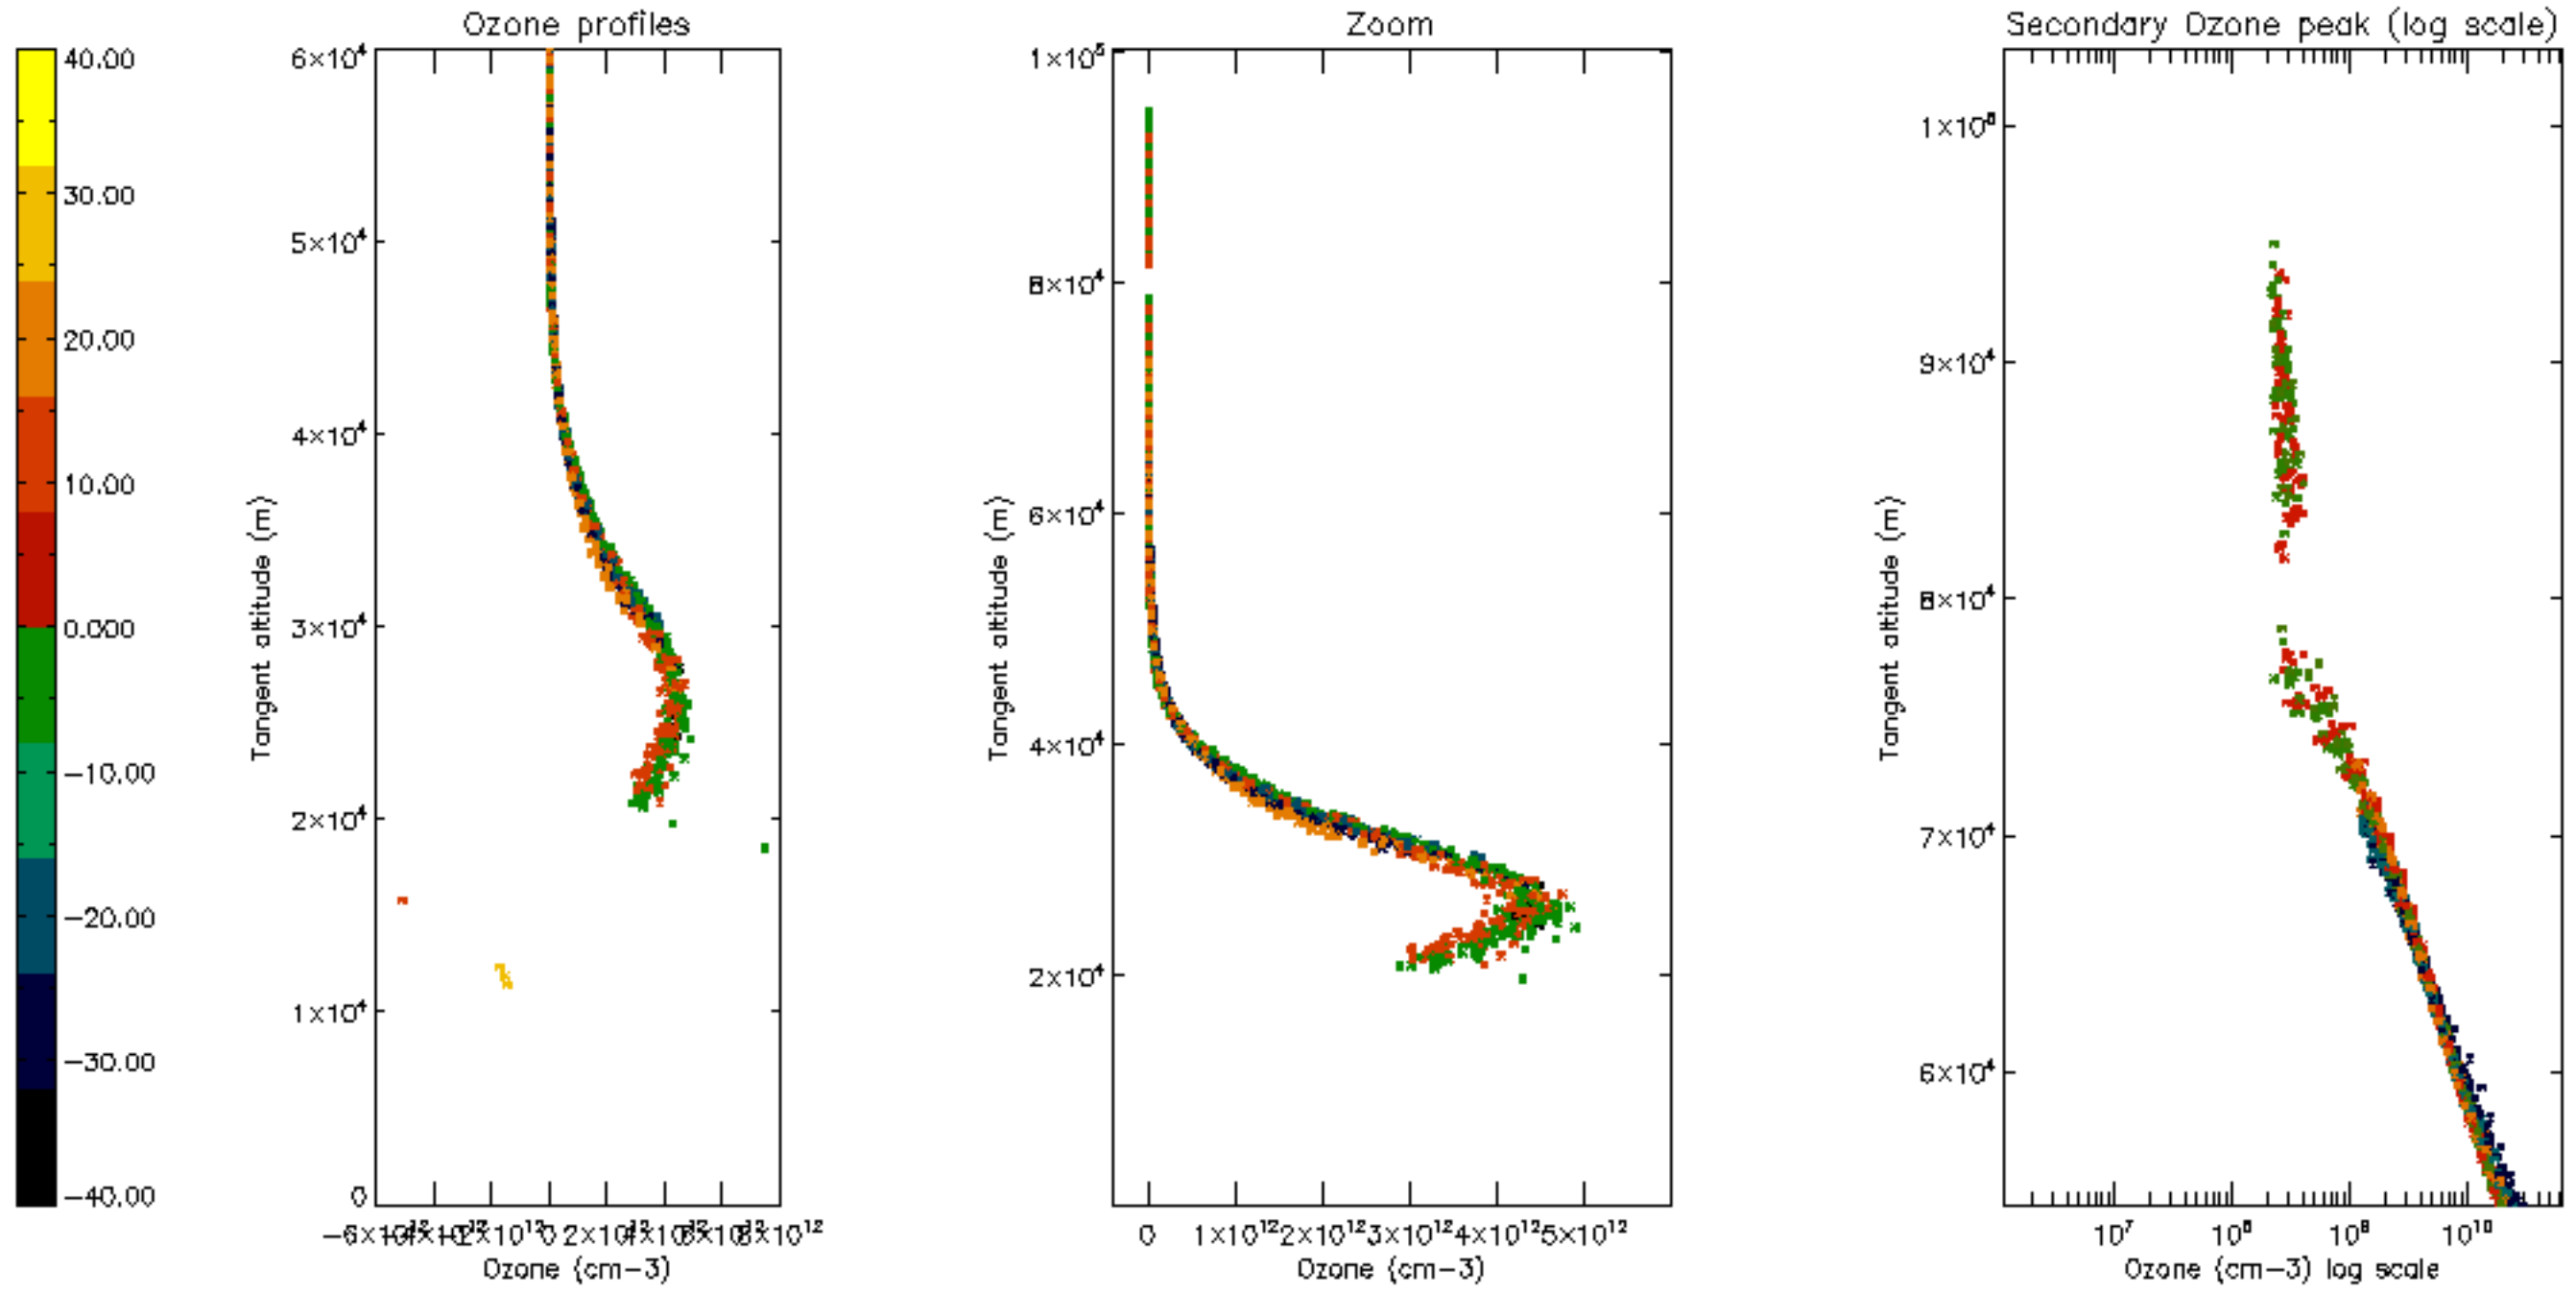 Ozone profiles
Zoom
Secondary Ozone peak (log scale)
40.00
30.00
20.00
10.00
0.000
-10.00
-20.00
-30.00
-40.00
Tangent altitude (m)
6×10⁴
5×10⁴
4×10⁴
3×10⁴
2×10⁴
1×10⁴
0
0
8×10¹²
Ozone (cm-3)
Tangent altitude (m)
1×10⁵
8×10⁴
6×10⁴
4×10⁴
2×10⁴
0 1×10¹² 2×10¹² 3×10¹² 4×10¹² 5×10¹²
Ozone (cm-3)
Tangent altitude (m)
1×10⁵
9×10⁴
8×10⁴
7×10⁴
6×10⁴
10⁷ 10⁸ 10⁹ 10¹⁰
Ozone (cm-3) log scale